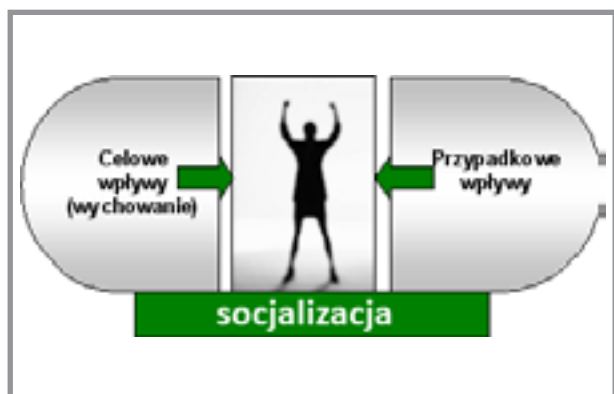 Celowe
wpływy
(wychowanie)
Przypadkowe
wpływy
socjalizacja